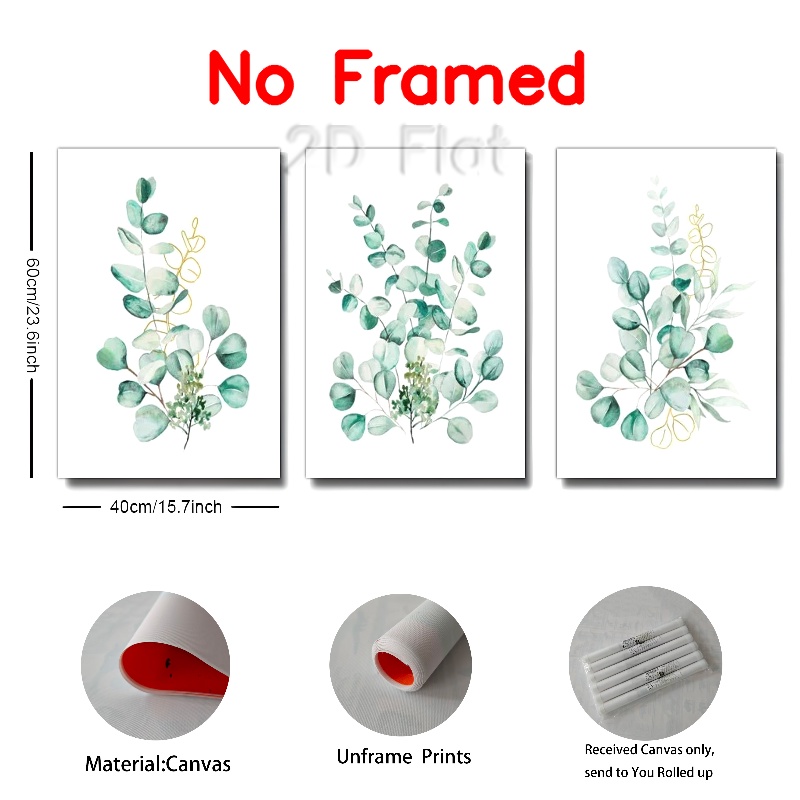 No Framed
2D Flat
60cm/23.6inch
40cm/15.7inch
Material:Canvas
Unframe Prints
Received Canvas only,
send to You Rolled up